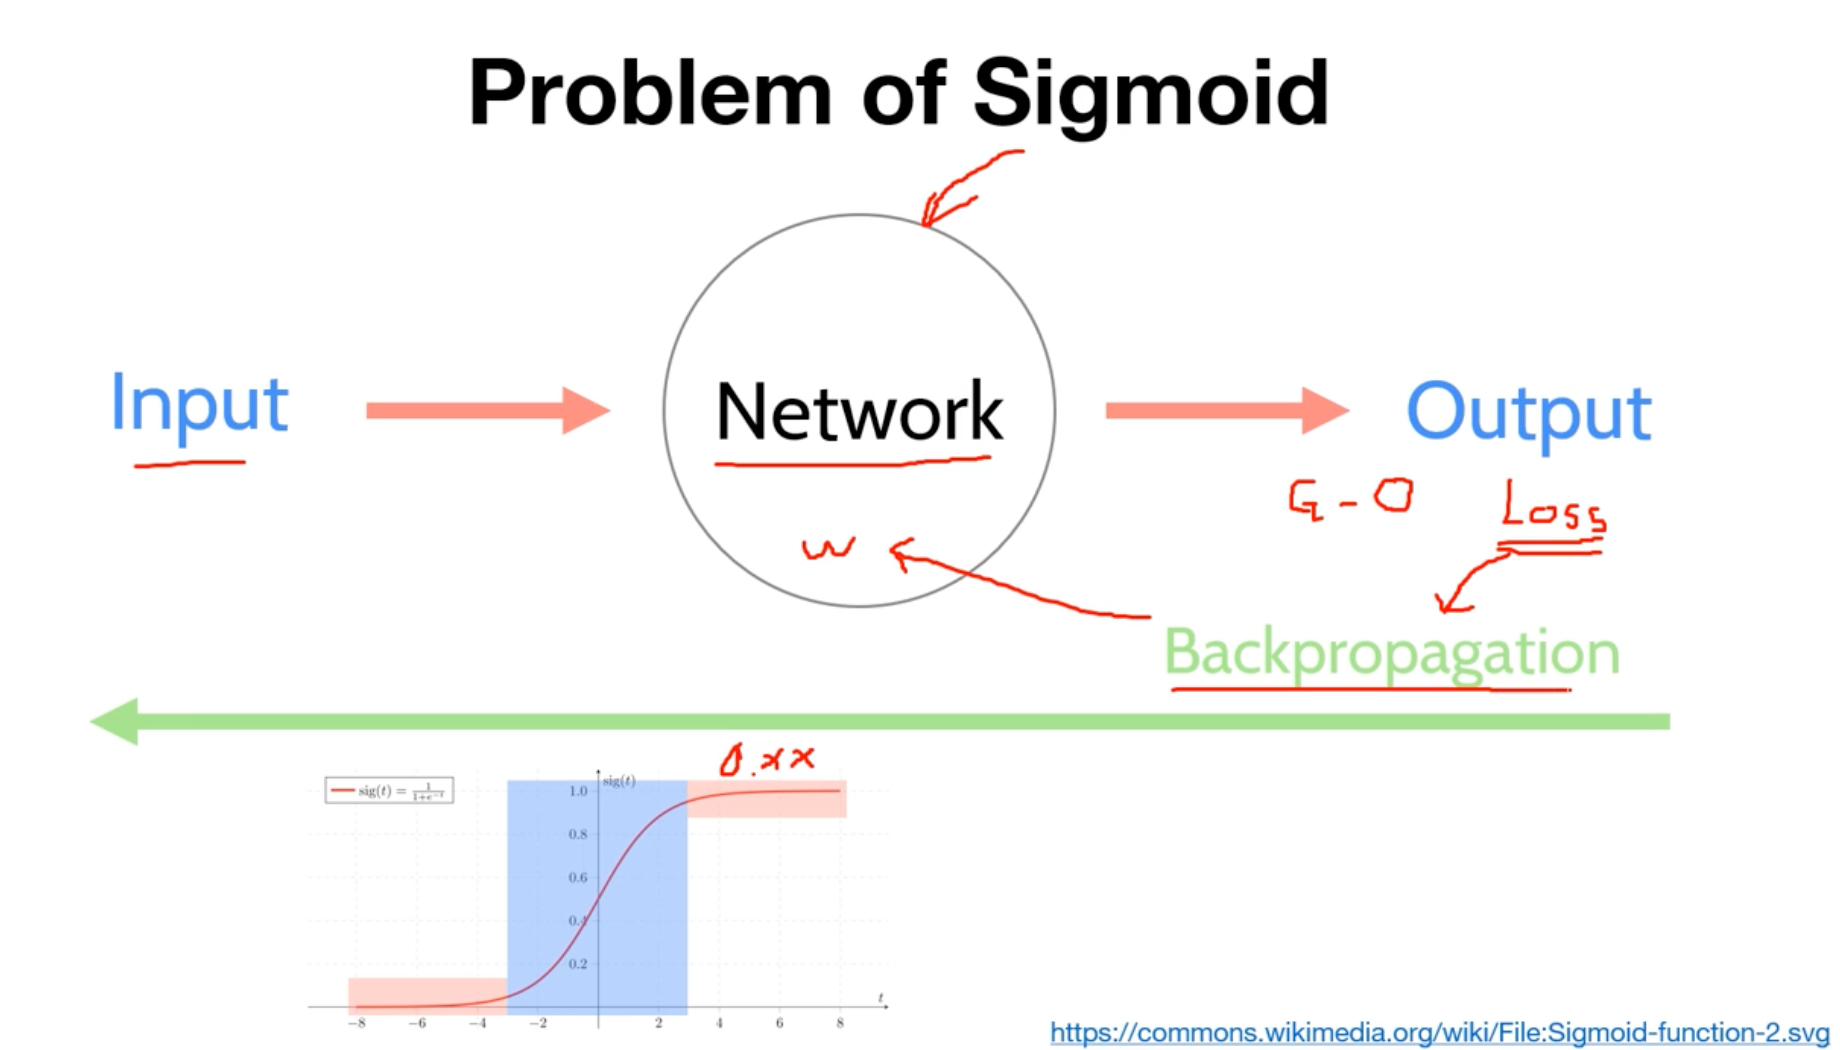 Problem of Sigmoid
Input
Network
Output
G - O
Loss
w
Backpropagation
0.xx
sig(t) = 1/(1+e^−t)
sig(t)
1.0
0.8
0.6
0.4
0.2
t
−8 −6 −4 −2 2 4 6 8
https://commons.wikimedia.org/wiki/File:Sigmoid-function-2.svg